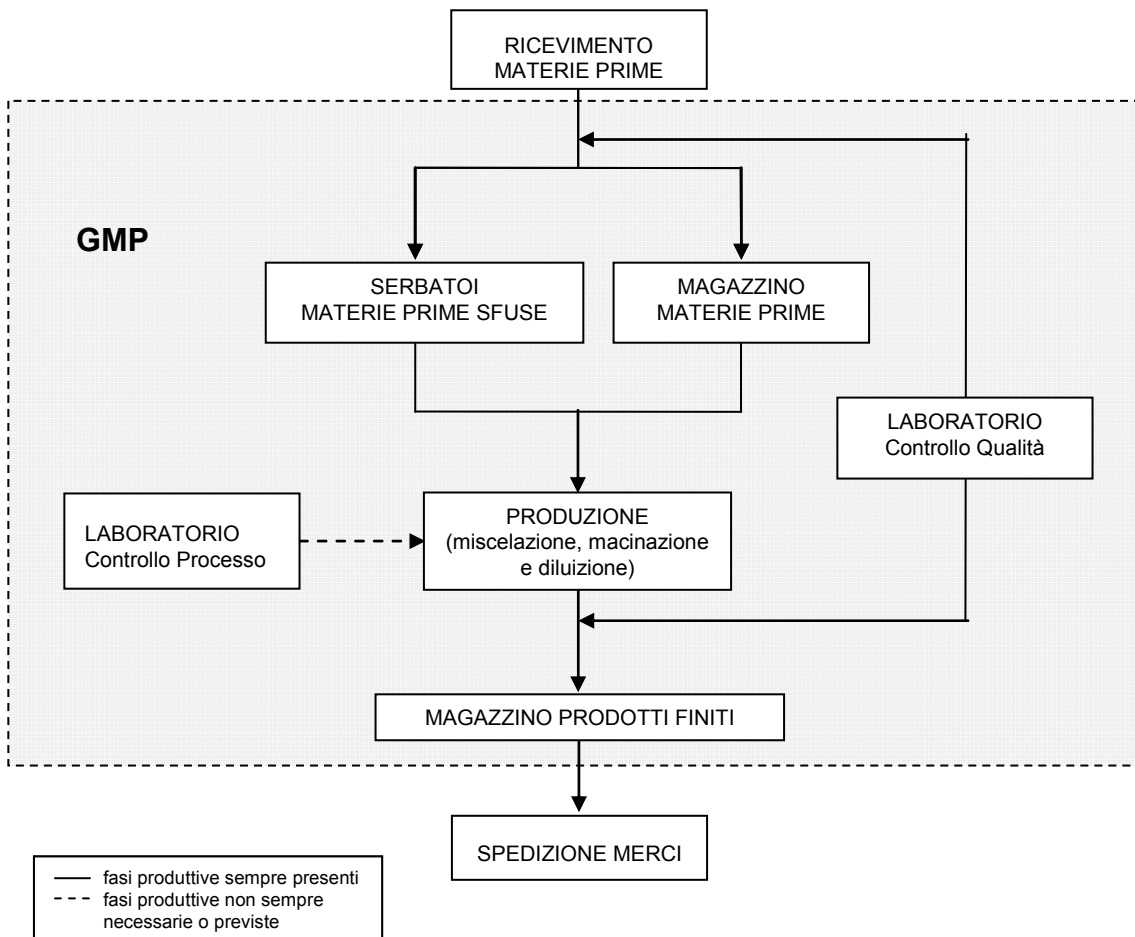 RICEVIMENTO
MATERIE PRIME
GMP
SERBATOI
MATERIE PRIME SFUSE
MAGAZZINO
MATERIE PRIME
LABORATORIO
Controllo Qualità
LABORATORIO
Controllo Processo
PRODUZIONE
(miscelazione, macinazione
e diluizione)
MAGAZZINO PRODOTTI FINITI
SPEDIZIONE MERCI
fasi produttive sempre presenti
fasi produttive non sempre
necessarie o previste